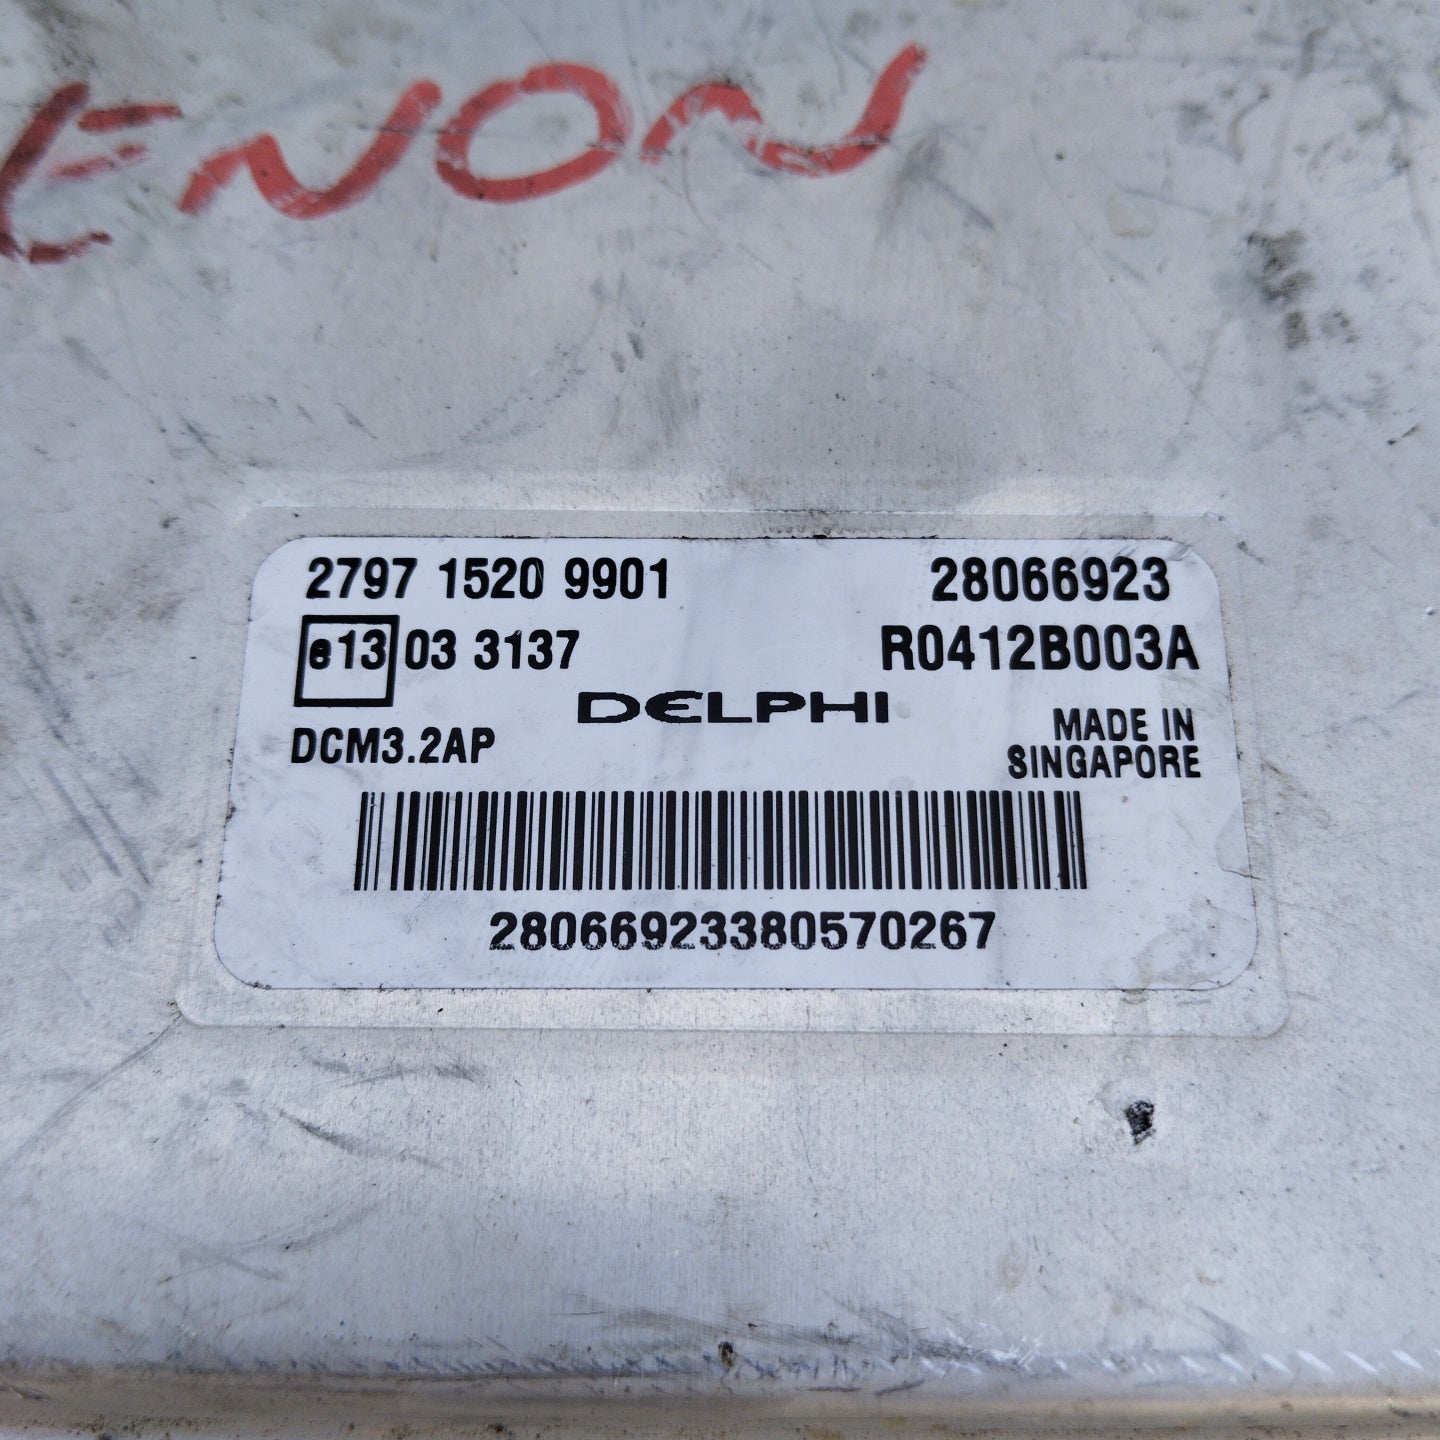 ENON
2797 1520 9901 28066923
e13 03 3137 R0412B003A
DELPHI
DCM3.2AP MADE IN
SINGAPORE
28066923380570267